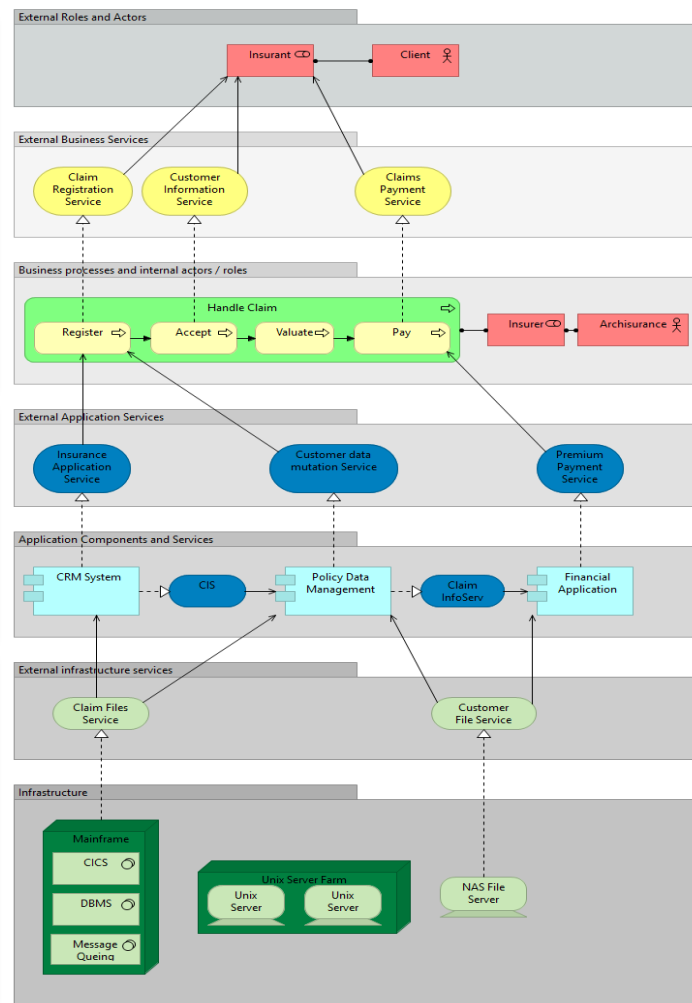 External Roles and Actors
Insurant
Client
External Business Services
Claim
Registration
Service
Customer
Information
Service
Claims
Payment
Service
Business processes and internal actors / roles
Handle Claim
Register
Accept
Valuate
Pay
Insurer
Archisurance
External Application Services
Insurance
Application
Service
Customer data
mutation Service
Premium
Payment
Service
Application Components and Services
CRM System
CIS
Policy Data
Management
Claim
InfoServ
Financial
Application
External infrastructure services
Claim Files
Service
Customer
File Service
Infrastructure
Mainframe
CICS
DBMS
Message
Queing
Unix Server Farm
Unix
Server
Unix
Server
NAS File
Server